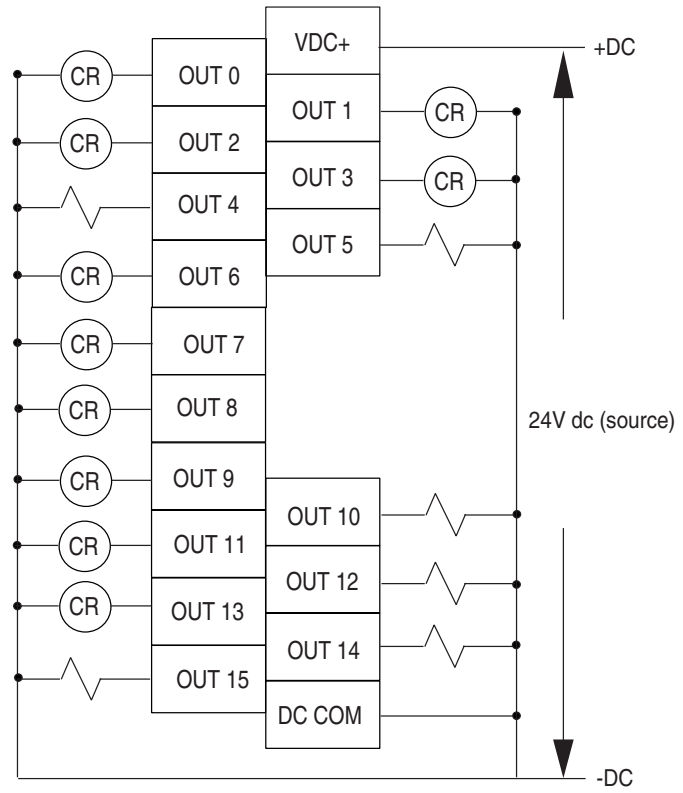 VDC+
+DC
CR OUT 0
OUT 1 CR
CR OUT 2
OUT 3 CR
OUT 4
OUT 5
CR OUT 6
CR OUT 7
CR OUT 8
24V dc (source)
CR OUT 9
OUT 10
CR OUT 11
OUT 12
CR OUT 13
OUT 14
OUT 15
DC COM
-DC